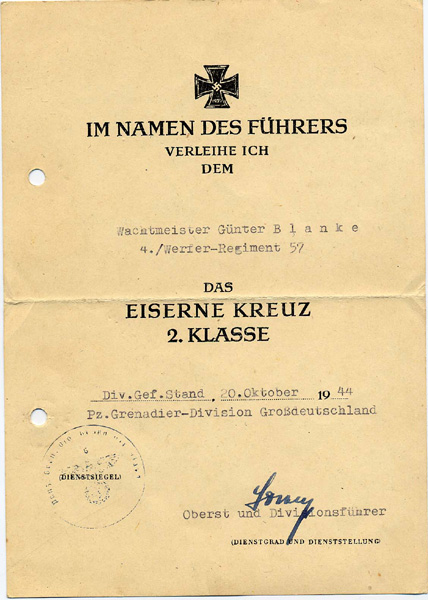 IM NAMEN DES FÜHRERS
VERLEIHE ICH
DEM
Wachtmeister Günter B l a n k e
4./Werfer-Regiment 57
DAS
EISERNE KREUZ
2. KLASSE
Div.Gef.Stand , 20.Oktober 19 44
Pz.Grenadier-Division Großdeutschland
(DIENSTSIEGEL)
Oberst und Divisionsführer
(DIENSTGRAD UND DIENSTSTELLUNG)